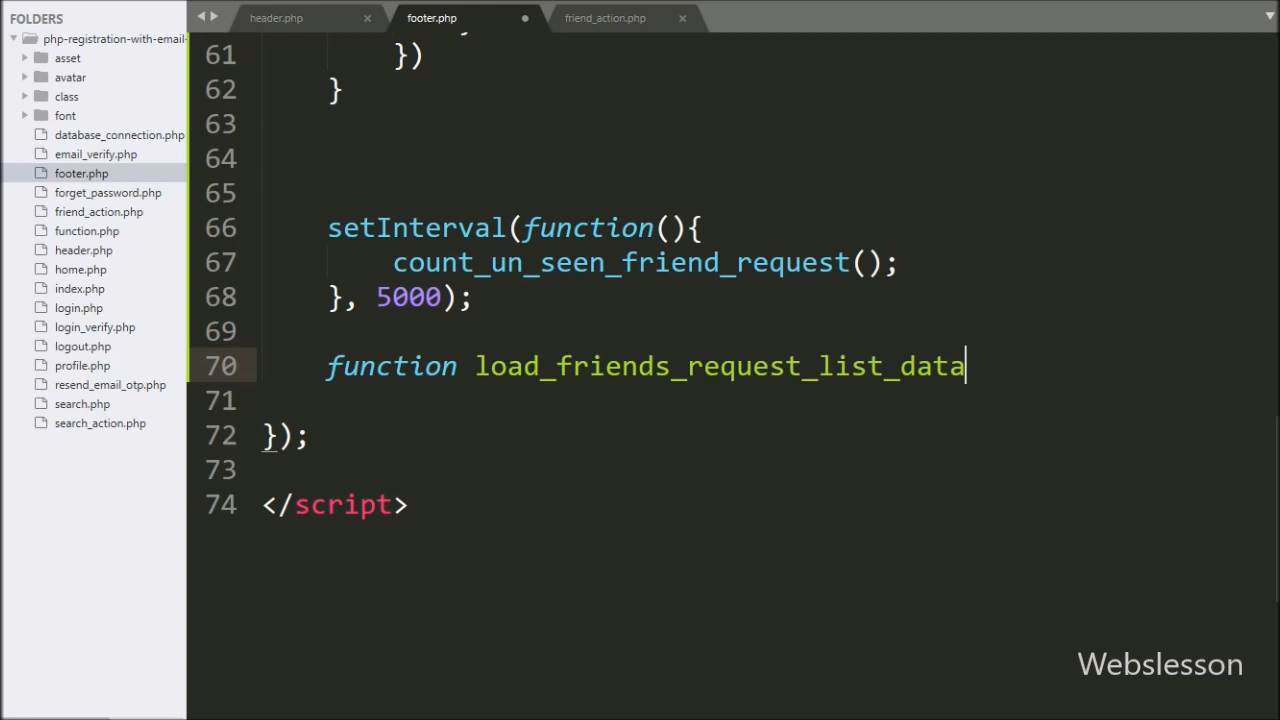 FOLDERS
php-registration-with-email-
asset
avatar
class
font
database_connection.php
email_verify.php
footer.php
forget_password.php
friend_action.php
function.php
header.php
home.php
index.php
login.php
login_verify.php
logout.php
profile.php
resend_email_otp.php
search.php
search_action.php
header.php × footer.php friend_action.php ×
61 })
62 }
63
64
65
66 setInterval(function(){
67 count_un_seen_friend_request();
68 }, 5000);
69
70 function load_friends_request_list_data
71
72 });
73
74 </script>
Webslesson